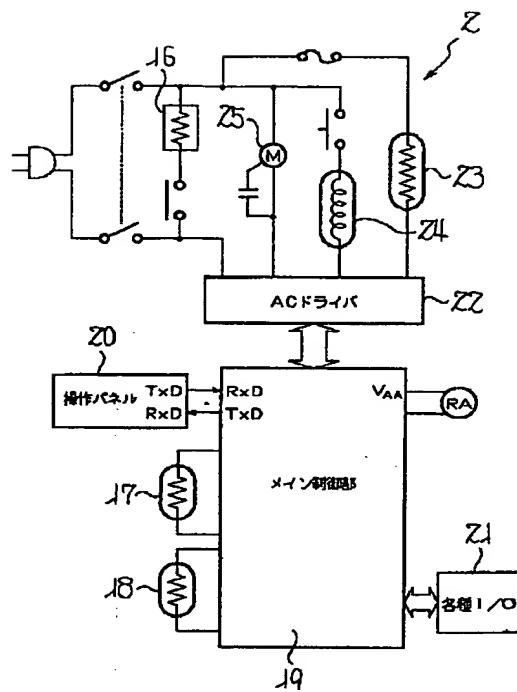 2
16
25
M
23
24
ACドライバ
22
20
操作パネル
TxD
RxD
RxD
TxD
VAA
RA
17
メイン制御部
18
21
各種I/O
19